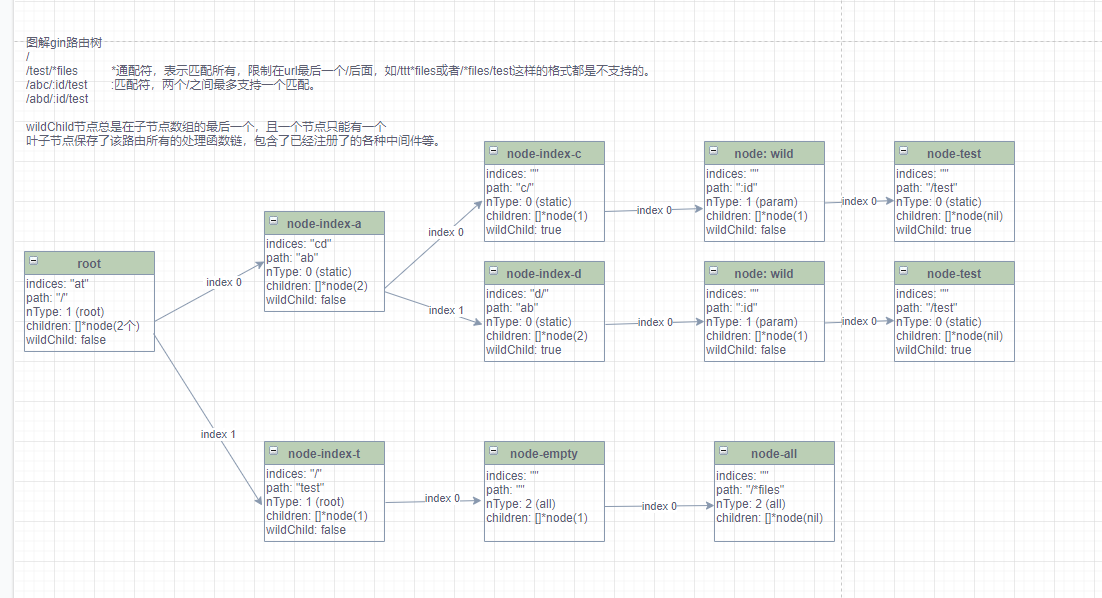 图解gin路由树
/
/test/*files *通配符，表示匹配所有，限制在url最后一个/后面，如/ttt*files或者/*files/test这样的格式都是不支持的。
/abc/:id/test :匹配符，两个/之间最多支持一个匹配。
/abd/:id/test
wildChild节点总是在子节点数组的最后一个，且一个节点只能有一个
叶子节点保存了该路由所有的处理函数链，包含了已经注册了的各种中间件等。
root
indices: "at"
path: "/"
nType: 1 (root)
children: []*node(2个)
wildChild: false
index 0
index 1
node-index-a
indices: "cd"
path: "ab"
nType: 0 (static)
children: []*node(2)
wildChild: false
index 0
index 1
node-index-c
indices: ""
path: "c/"
nType: 0 (static)
children: []*node(1)
wildChild: true
index 0
node: wild
indices: ""
path: ":id"
nType: 1 (param)
children: []*node(1)
wildChild: false
index 0
node-test
indices: ""
path: "/test"
nType: 0 (static)
children: []*node(nil)
wildChild: true
node-index-d
indices: "d/"
path: "ab"
nType: 0 (static)
children: []*node(2)
wildChild: true
index 0
node: wild
indices: ""
path: ":id"
nType: 1 (param)
children: []*node(1)
wildChild: false
index 0
node-test
indices: ""
path: "/test"
nType: 0 (static)
children: []*node(nil)
wildChild: true
node-index-t
indices: "/"
path: "test"
nType: 1 (root)
children: []*node(1)
wildChild: false
index 0
node-empty
indices: ""
path: ""
nType: 2 (all)
children: []*node(1)
index 0
node-all
indices: ""
path: "/*files"
nType: 2 (all)
children: []*node(nil)